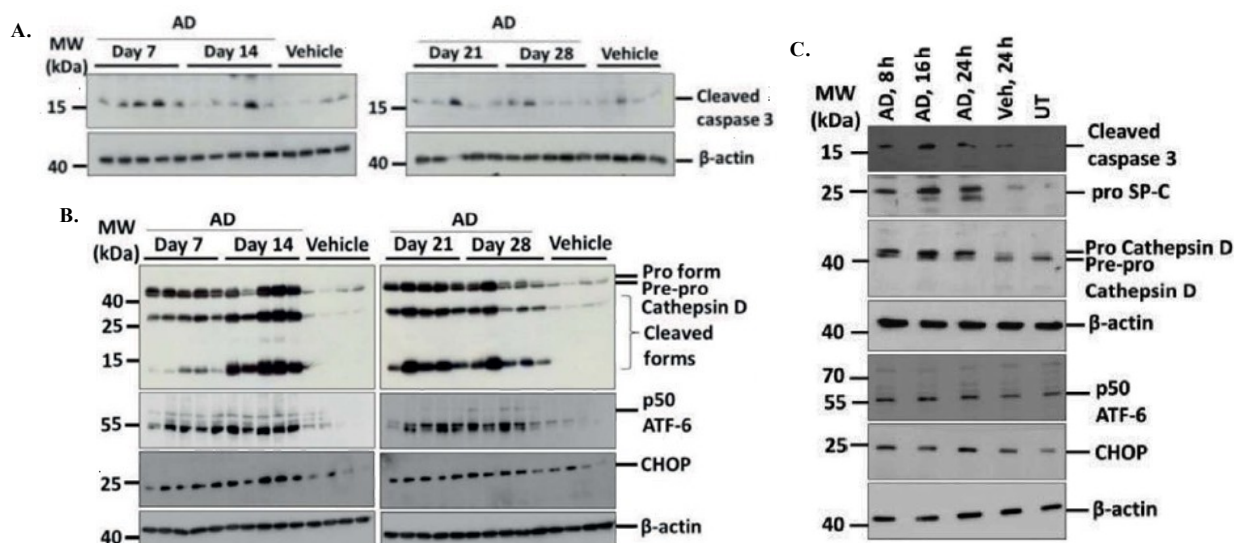 A.
AD
AD
MW
(kDa)
Day 7 Day 14 Vehicle
Day 21 Day 28 Vehicle
15
15
Cleaved
caspase 3
40
40
β-actin
B.
AD
AD
MW
(kDa)
Day 7 Day 14 Vehicle
Day 21 Day 28 Vehicle
40
25
15
Pro form
Pre-pro
Cathepsin D
Cleaved
forms
55
p50
ATF-6
25
CHOP
40
β-actin
C.
MW
(kDa)
AD, 8h
AD, 16h
AD, 24h
Veh, 24h
UT
15
Cleaved
caspase 3
25
pro SP-C
40
Pro Cathepsin D
Pre-pro
Cathepsin D
40
β-actin
70
55
p50
ATF-6
25
CHOP
40
β-actin